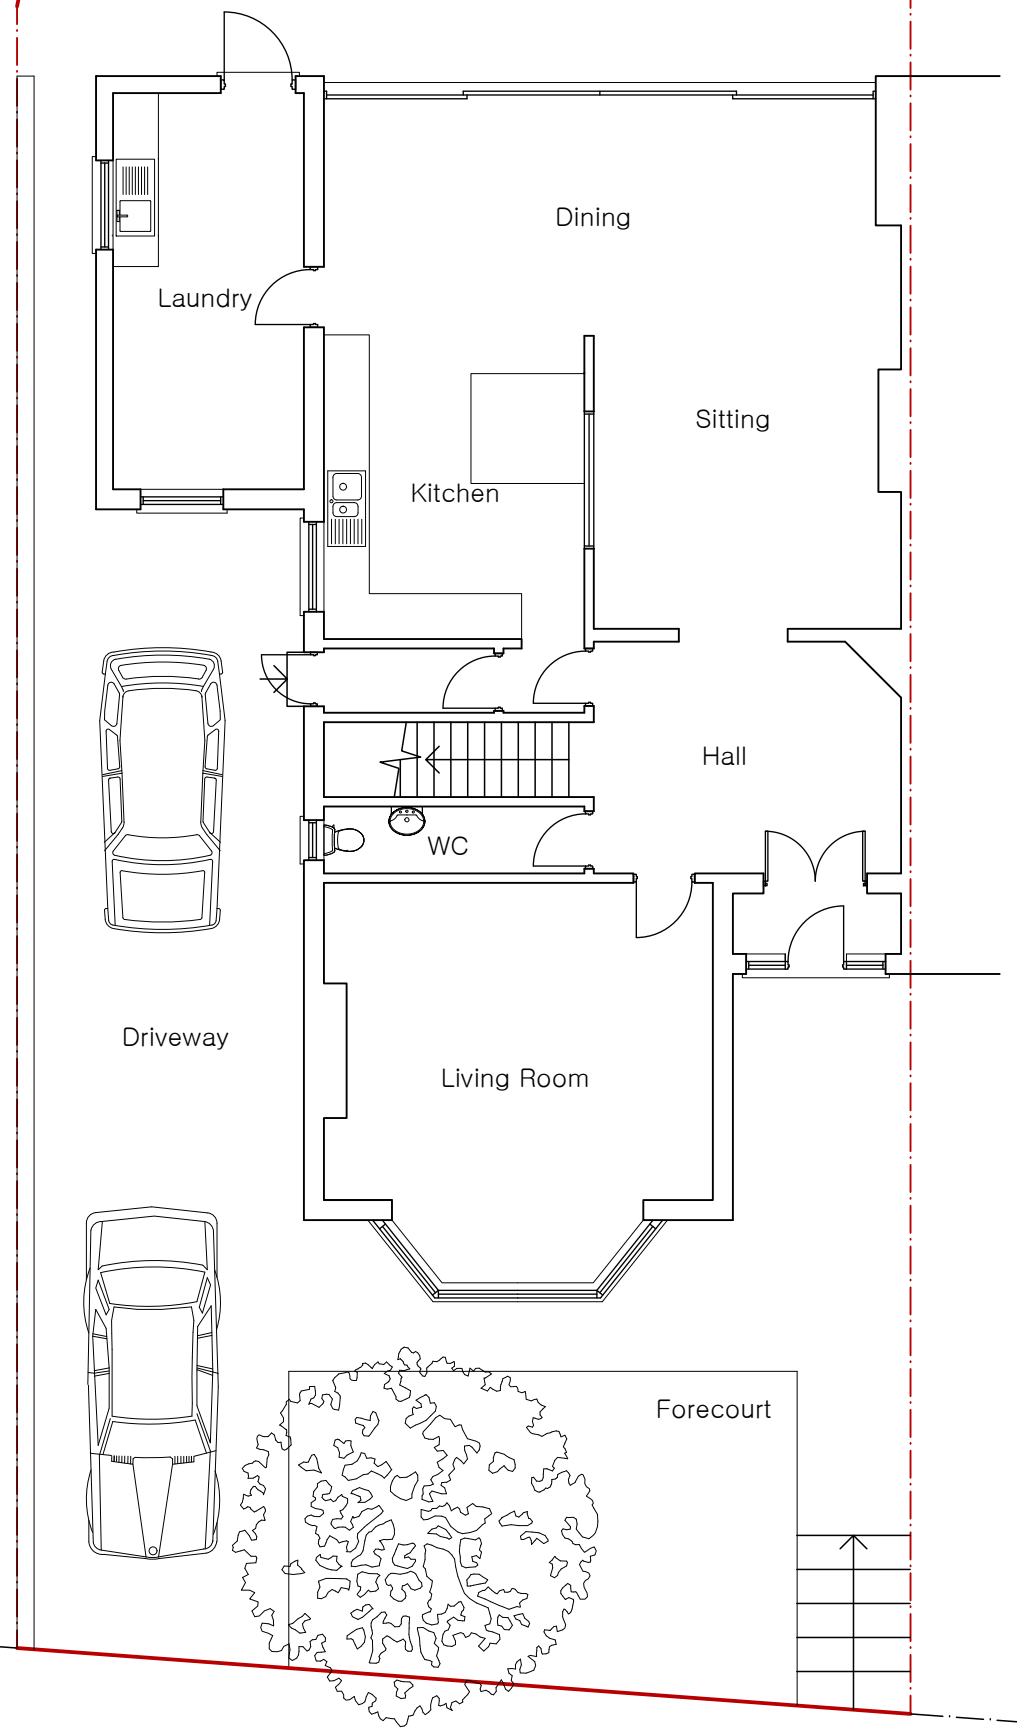 Dining
Laundry
Sitting
Kitchen
Hall
WC
Driveway
Living Room
Forecourt